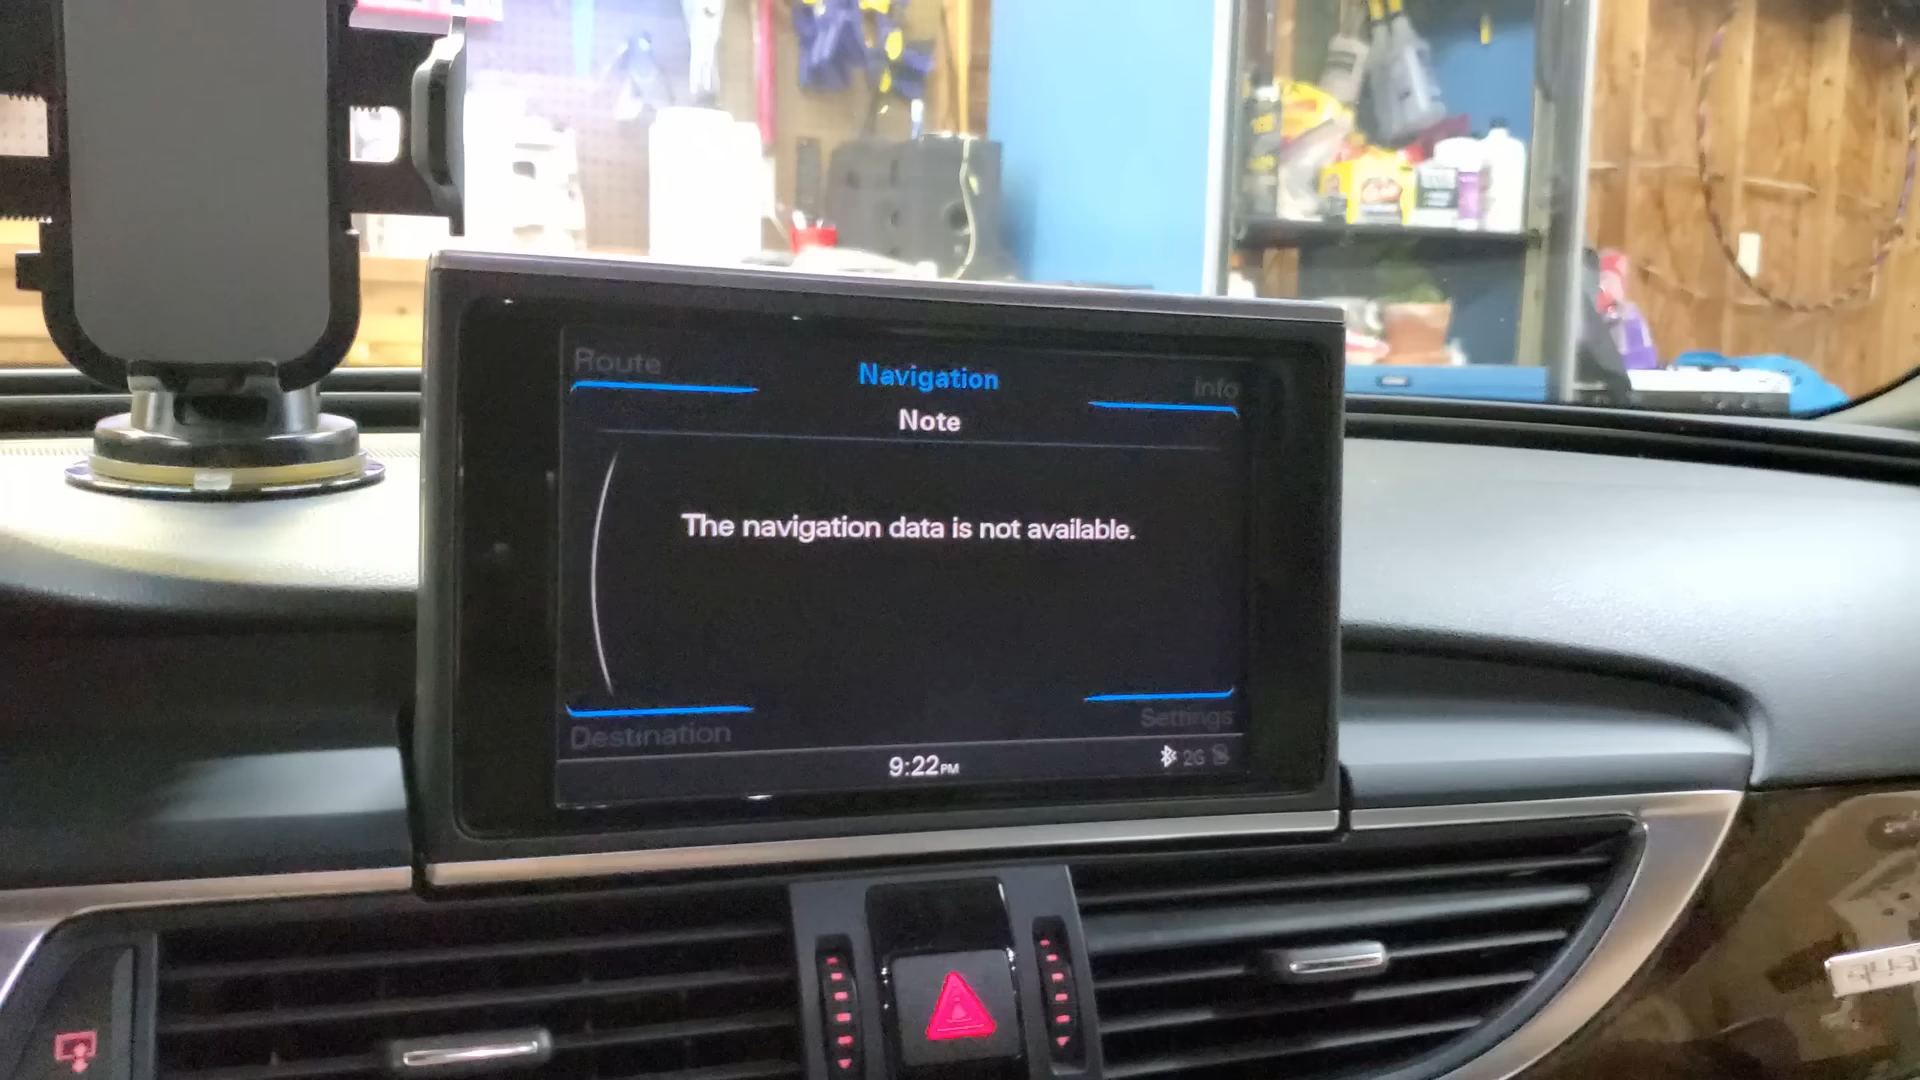 Route
Navigation
Info
Note
The navigation data is not available.
Destination
Settings
9:22PM
2G